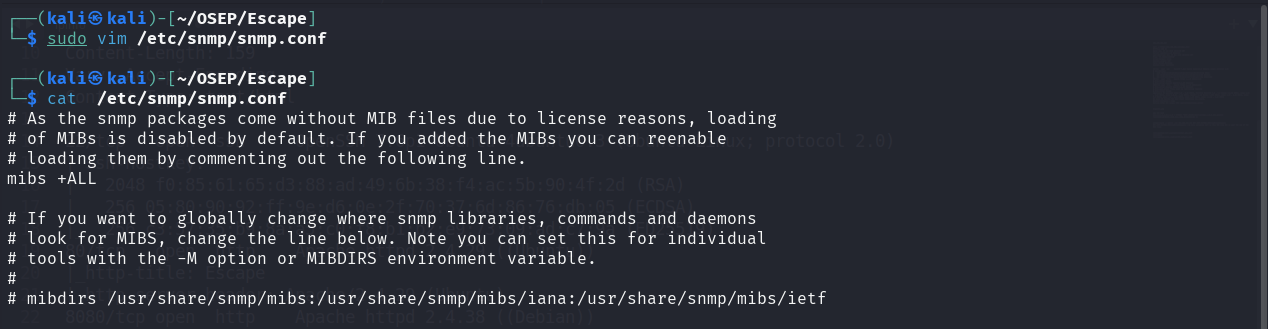 ┌──(kali㉿kali)-[~/OSEP/Escape]
└─$ sudo vim /etc/snmp/snmp.conf
┌──(kali㉿kali)-[~/OSEP/Escape]
└─$ cat  /etc/snmp/snmp.conf
# As the snmp packages come without MIB files due to license reasons, loading
# of MIBs is disabled by default. If you added the MIBs you can reenable
# loading them by commenting out the following line.
mibs +ALL
# If you want to globally change where snmp libraries, commands and daemons
# look for MIBS, change the line below. Note you can set this for individual
# tools with the -M option or MIBDIRS environment variable.
#
# mibdirs /usr/share/snmp/mibs:/usr/share/snmp/mibs/iana:/usr/share/snmp/mibs/ietf